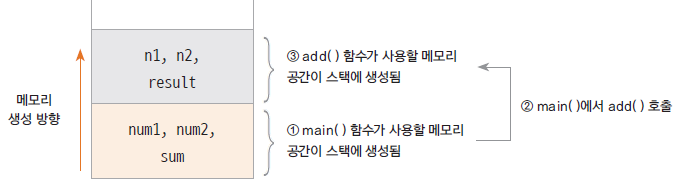 메모리
생성 방향
n1, n2,
result
③ add( ) 함수가 사용할 메모리
공간이 스택에 생성됨
num1, num2,
sum
① main( ) 함수가 사용할 메모리
공간이 스택에 생성됨
② main( )에서 add( ) 호출